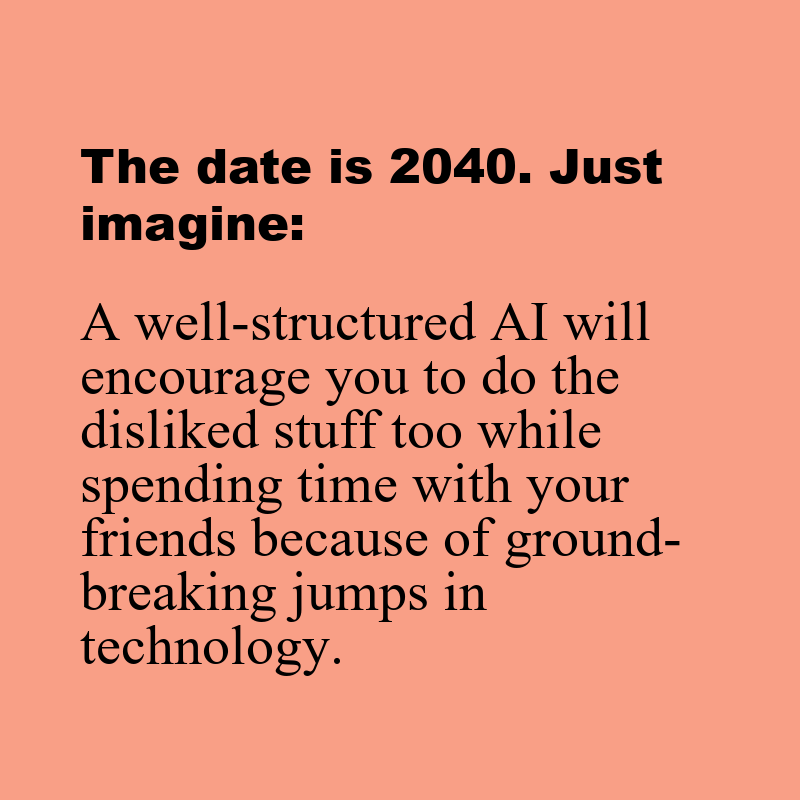 The date is 2040. Just
imagine:
A well-structured AI will
encourage you to do the
disliked stuff too while
spending time with your
friends because of ground-
breaking jumps in
technology.